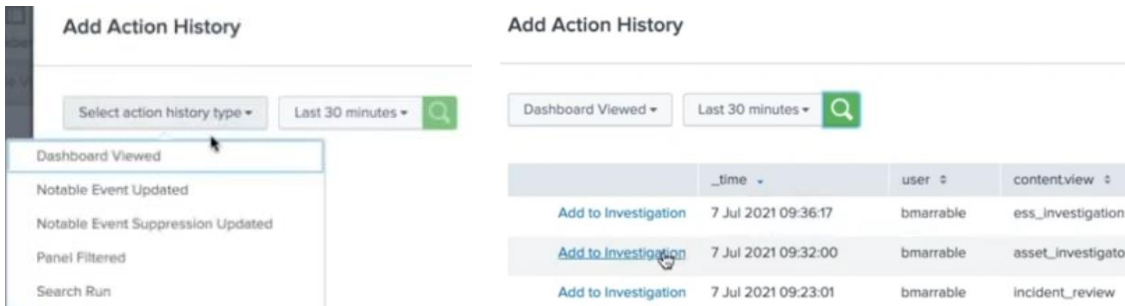 Add Action History
Select action history type
Last 30 minutes
Dashboard Viewed
Notable Event Updated
Notable Event Suppression Updated
Panel Filtered
Search Run
Add Action History
Dashboard Viewed
Last 30 minutes
_time user content.view
Add to Investigation 7 Jul 2021 09:36:17 bmarrable ess_investigation
Add to Investigation 7 Jul 2021 09:32:00 bmarrable asset_investigato
Add to Investigation 7 Jul 2021 09:23:01 bmarrable incident_review